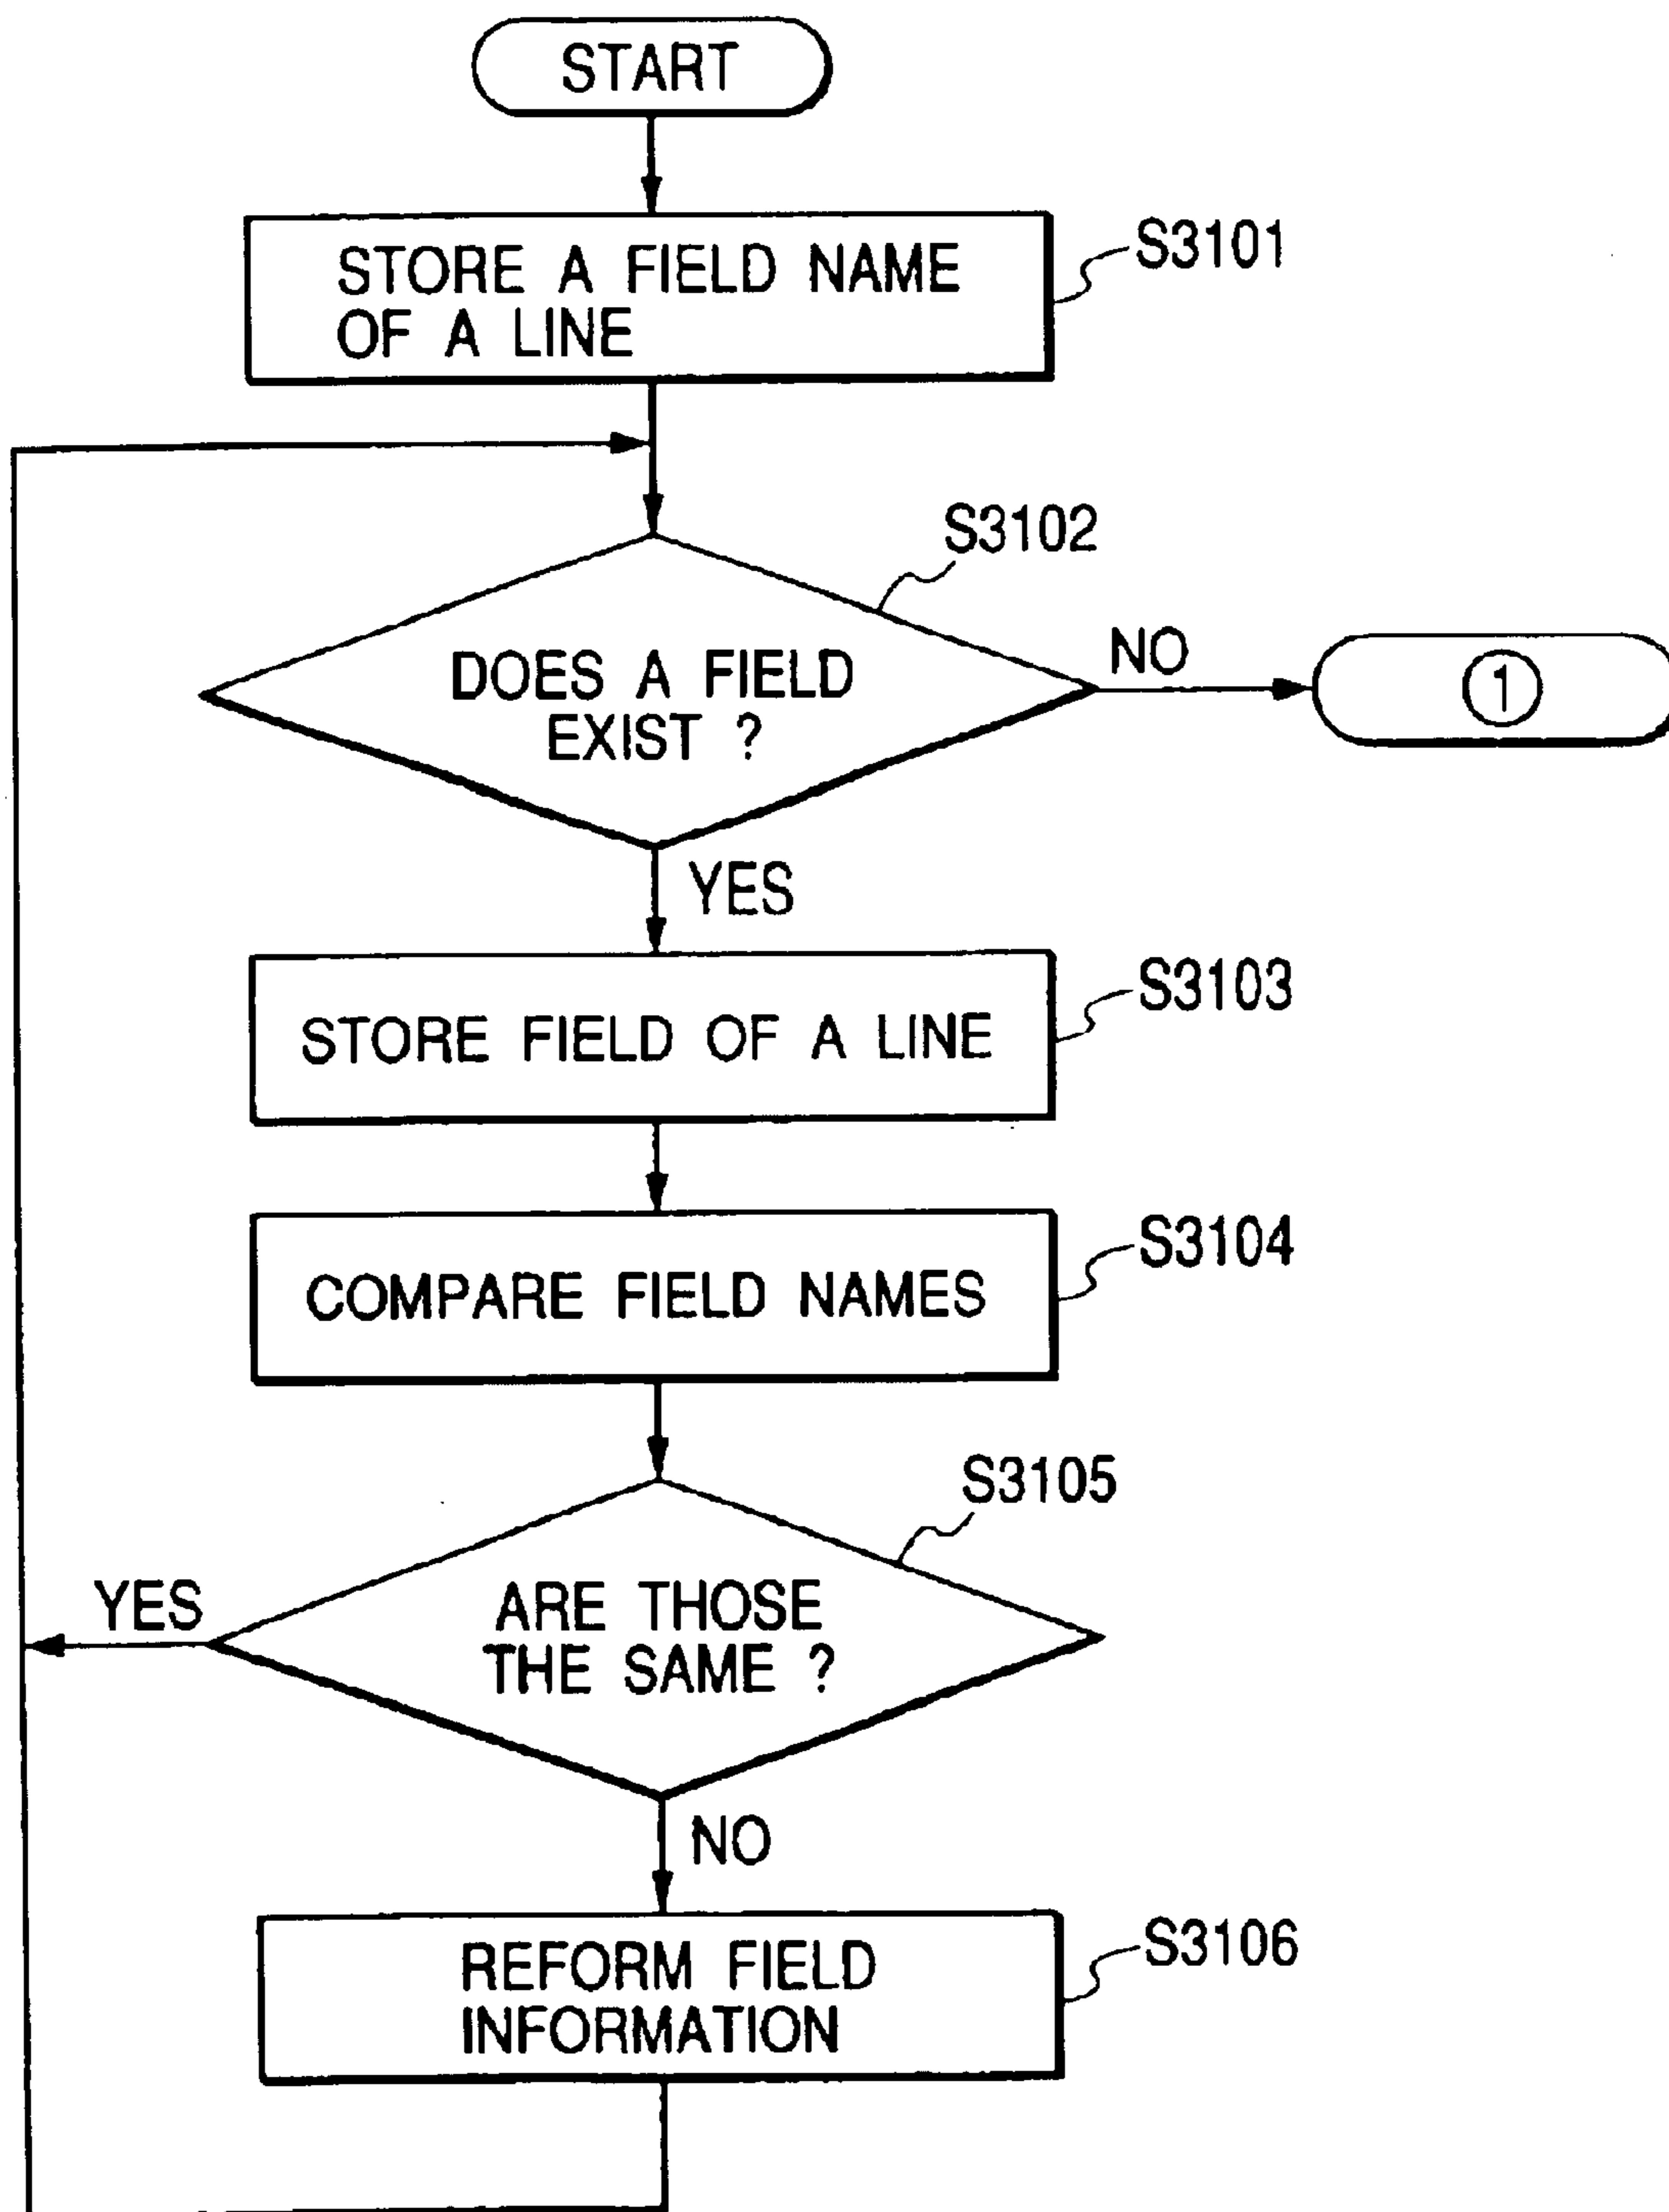 START
STORE A FIELD NAME
OF A LINE
S3101
S3102
DOES A FIELD
EXIST ?
NO
①
YES
S3103
STORE FIELD OF A LINE
S3104
COMPARE FIELD NAMES
S3105
YES
ARE THOSE
THE SAME ?
NO
S3106
REFORM FIELD
INFORMATION